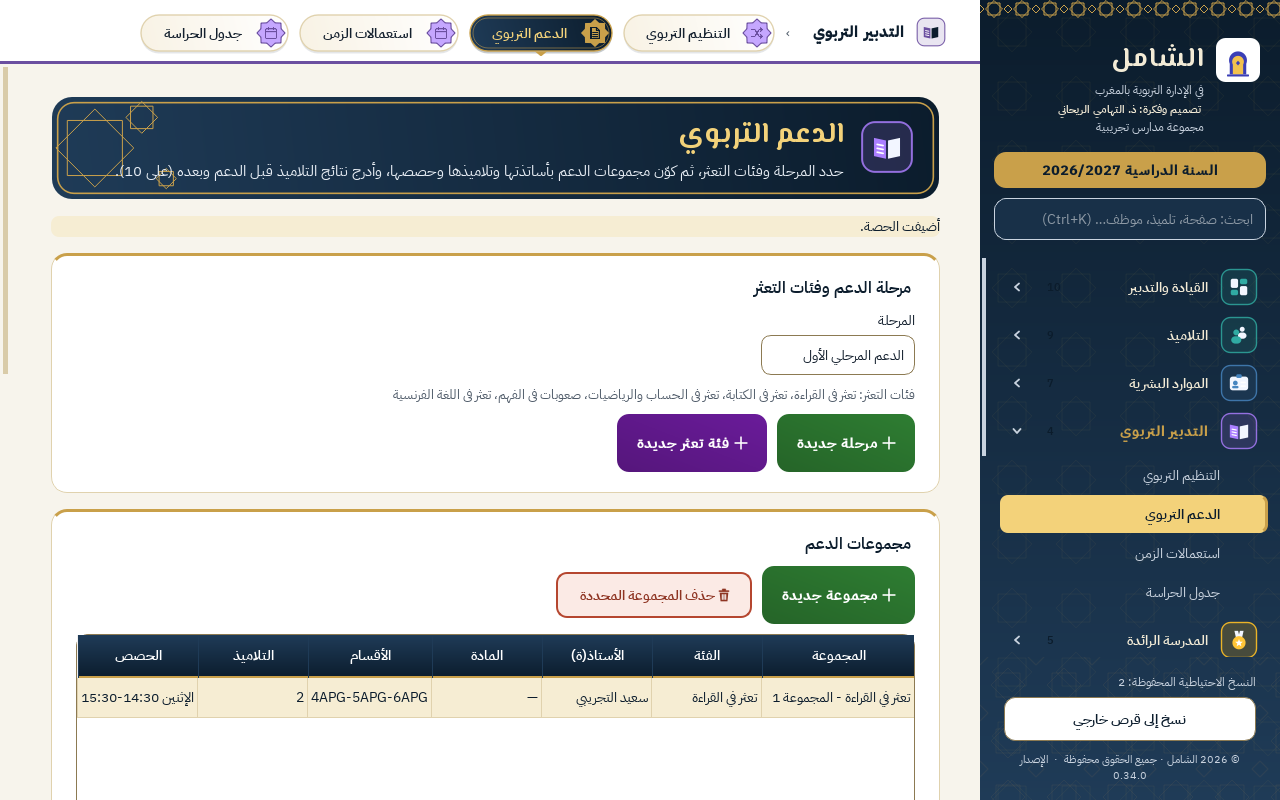 الشامل
في الإدارة التربوية بالمغرب
تصميم وفكرة: ذ. التهامي الريحاني
مجموعة مدارس تجريبية
السنة الدراسية 2026/2027
ابحث: صفحة، تلميذ، موظف... (Ctrl+K)
القيادة والتدبير 10
التلاميذ 9
الموارد البشرية 7
التدبير التربوي 4
التنظيم التربوي
الدعم التربوي
استعمالات الزمن
جدول الحراسة
المدرسة الرائدة 5
النسخ الاحتياطية المحفوظة: 2
نسخ إلى قرص خارجي
© 2026 الشامل · جميع الحقوق محفوظة · الإصدار
0.34.0
التدبير التربوي › التنظيم التربوي الدعم التربوي استعمالات الزمن جدول الحراسة
الدعم التربوي
حدد المرحلة وفئات التعثر، ثم كوّن مجموعات الدعم بأساتذتها وتلاميذها وحصصها، وأدرج نتائج التلاميذ قبل الدعم وبعده (على 10).
أضيفت الحصة.
مرحلة الدعم وفئات التعثر
المرحلة
الدعم المرحلي الأول
فئات التعثر: تعثر في القراءة، تعثر في الكتابة، تعثر في الحساب والرياضيات، صعوبات في الفهم، تعثر في اللغة الفرنسية
+ مرحلة جديدة + فئة تعثر جديدة
مجموعات الدعم
+ مجموعة جديدة حذف المجموعة المحددة
المجموعة الفئة الأستاذ(ة) المادة الأقسام التلاميذ الحصص
تعثر في القراءة - المجموعة 1 تعثر في القراءة سعيد التجريبي — 4APG-5APG-6APG 2 الإثنين 14:30-15:30